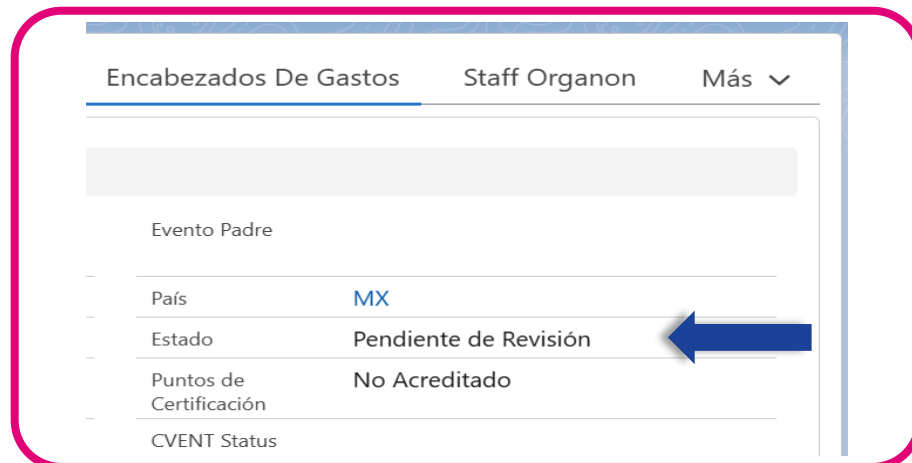 Encabezados De Gastos Staff Organon Más
Evento Padre
País MX
Estado Pendiente de Revisión
Puntos de Certificación No Acreditado
CVENT Status